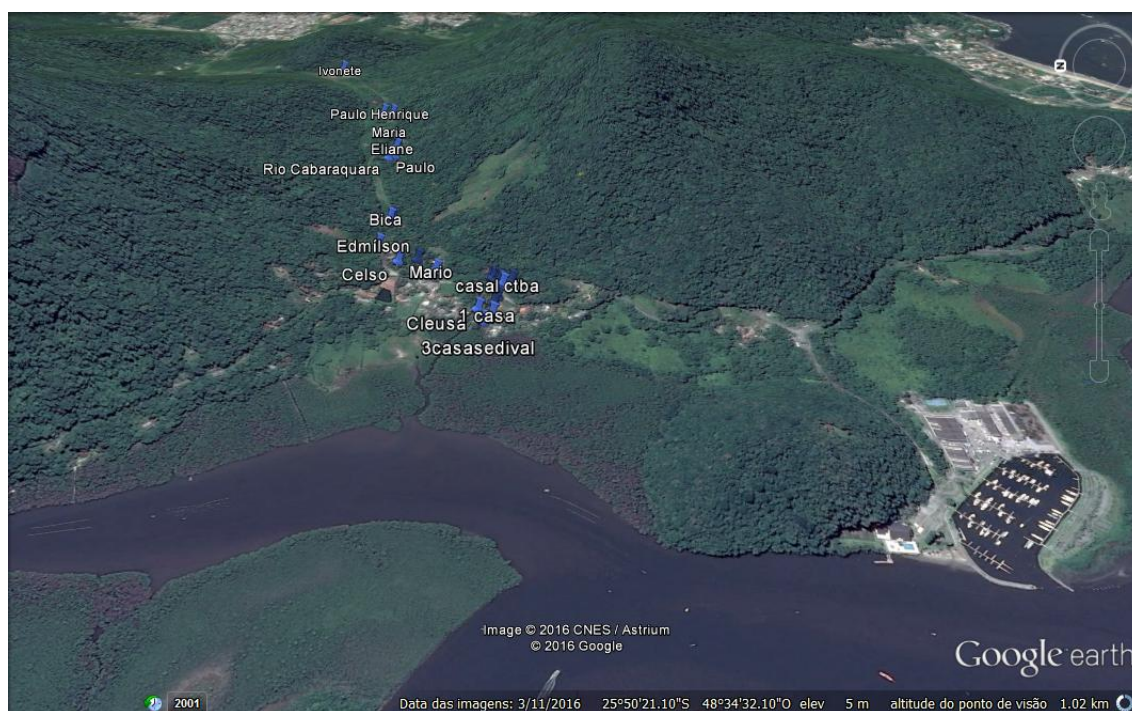 N
Ivonete
Paulo Henrique
Maria
Eliane
Rio Cabaraquara Paulo
Bica
Edmílson
Celso Mario
casal ctba
Cleusa 1 casa
3casasedival
Image © 2016 CNES / Astrium
© 2016 Google
Google earth
2001 Data das imagens: 3/11/2016 25°50'21.10"S 48°34'32.10"O elev 5 m altitude do ponto de visão 1.02 km